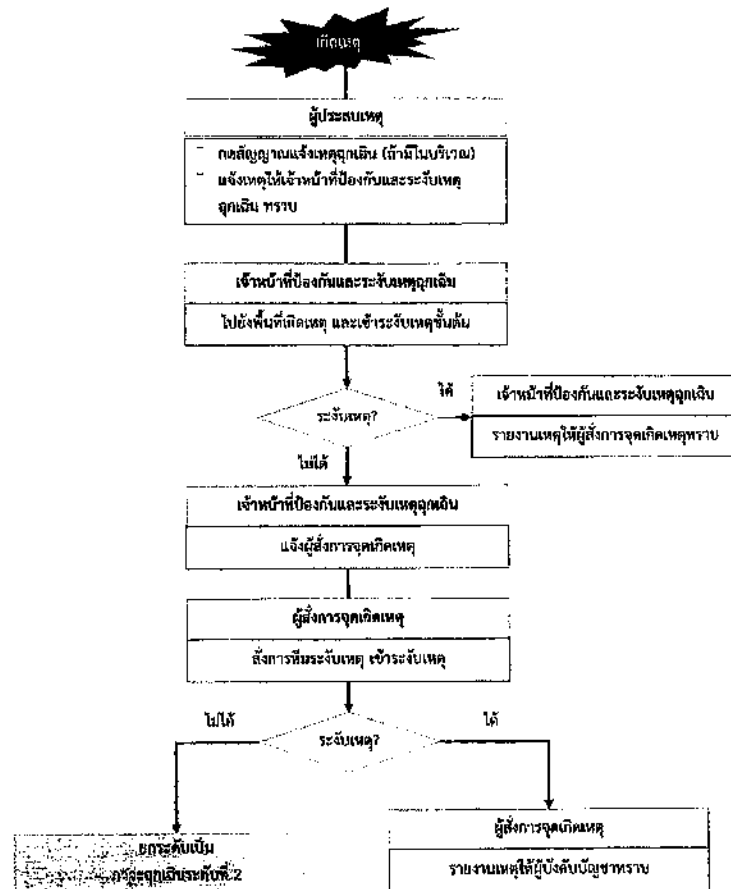 เกิดเหตุ
ผู้ประสบเหตุ
กดสัญญาณแจ้งเหตุฉุกเฉิน (ถ้ามีในบริเวณ)
แจ้งเหตุให้เจ้าหน้าที่ป้องกันและระงับเหตุ
ฉุกเฉิน ทราบ
เจ้าหน้าที่ป้องกันและระงับเหตุฉุกเฉิน
ไปยังพื้นที่เกิดเหตุ และเข้าระงับเหตุขั้นต้น
ระงับเหตุ?
ได้
เจ้าหน้าที่ป้องกันและระงับเหตุฉุกเฉิน
รายงานเหตุให้ผู้สั่งการจุดเกิดเหตุทราบ
ไม่ได้
เจ้าหน้าที่ป้องกันและระงับเหตุฉุกเฉิน
แจ้งผู้สั่งการจุดเกิดเหตุ
ผู้สั่งการจุดเกิดเหตุ
สั่งการทีมระงับเหตุ เข้าระงับเหตุ
ไม่ได้
ระงับเหตุ?
ได้
ยกระดับเป็น
ภาวะฉุกเฉินระดับที่ 2
ผู้สั่งการจุดเกิดเหตุ
รายงานเหตุให้ผู้บังคับบัญชาทราบ